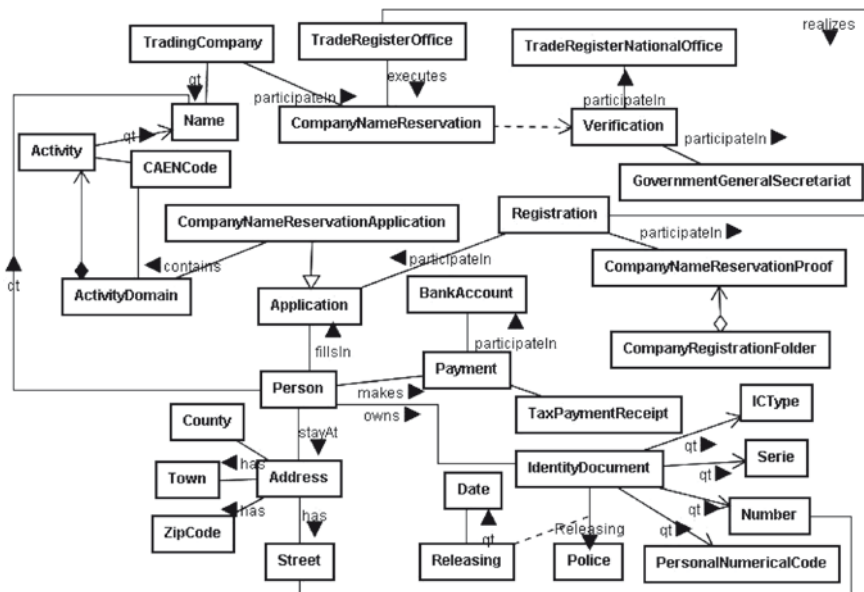 realizes
TradingCompany
TradeRegisterOffice
TradeRegisterNationalOffice
qt
executes
participateIn
participateIn
Name
CompanyNameReservation
Verification
qt
participateIn
Activity
CAENCode
GovernmentGeneralSecretariat
CompanyNameReservationApplication
Registration
participateIn
contains
participateIn
CompanyNameReservationProof
qt
ActivityDomain
Application
BankAccount
fillsIn
participateIn
CompanyRegistrationFolder
Payment
Person
makes
ICType
County
owns
TaxPaymentReceipt
stayAt
qt
has
Serie
Town
Address
IdentityDocument
qt
Date
has
has
qt
Number
ZipCode
qt
Releasing
qt
Street
Releasing
Police
PersonalNumericalCode